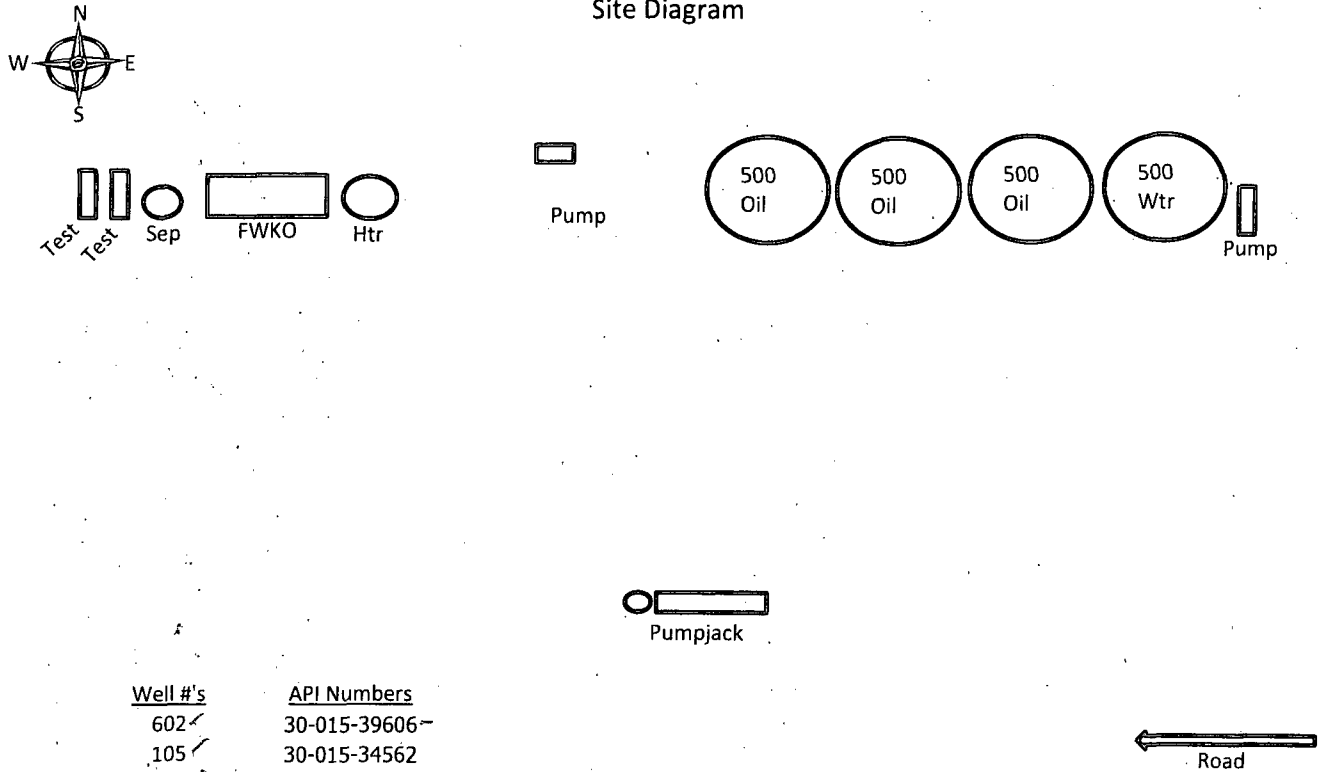 Site Diagram
N
W E
S
500 Oil
500 Oil
500 Oil
500 Wtr
Test
Test
Sep
FWKO
Htr
Pump
Pump
Pumpjack
Well #'s API Numbers
602 30-015-39606
105 30-015-34562
Road